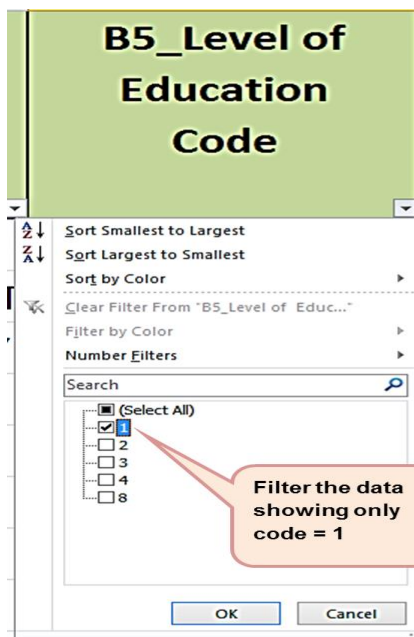 B5_Level of
Education
Code
Sort Smallest to Largest
Sort Largest to Smallest
Sort by Color
Clear Filter From "B5_Level of Educ..."
Filter by Color
Number Filters
Search
(Select All)
1
2
3
4
8
Filter the data
showing only
code = 1
OK
Cancel